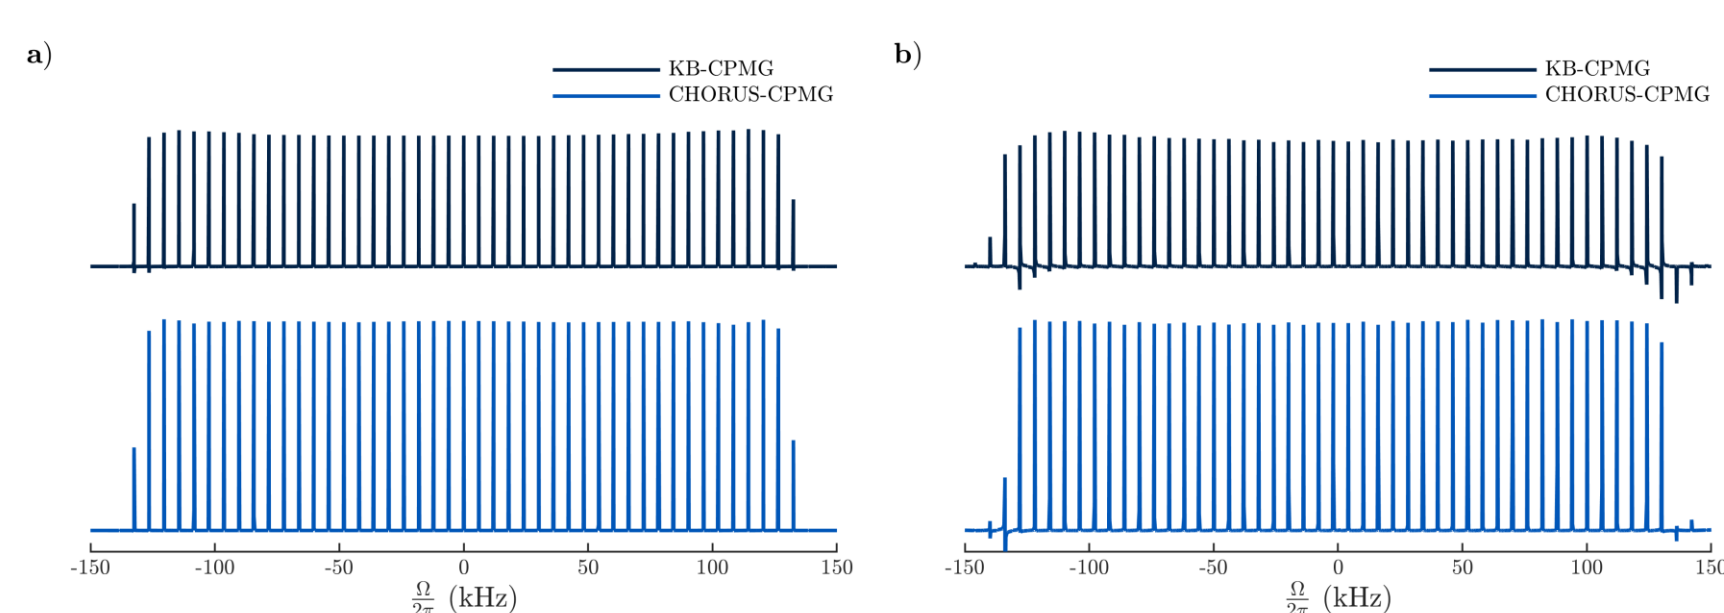 a)
KB-CPMG
CHORUS-CPMG
-150 -100 -50 0 50 100 150
Ω/2π (kHz)
b)
KB-CPMG
CHORUS-CPMG
-150 -100 -50 0 50 100 150
Ω/2π (kHz)